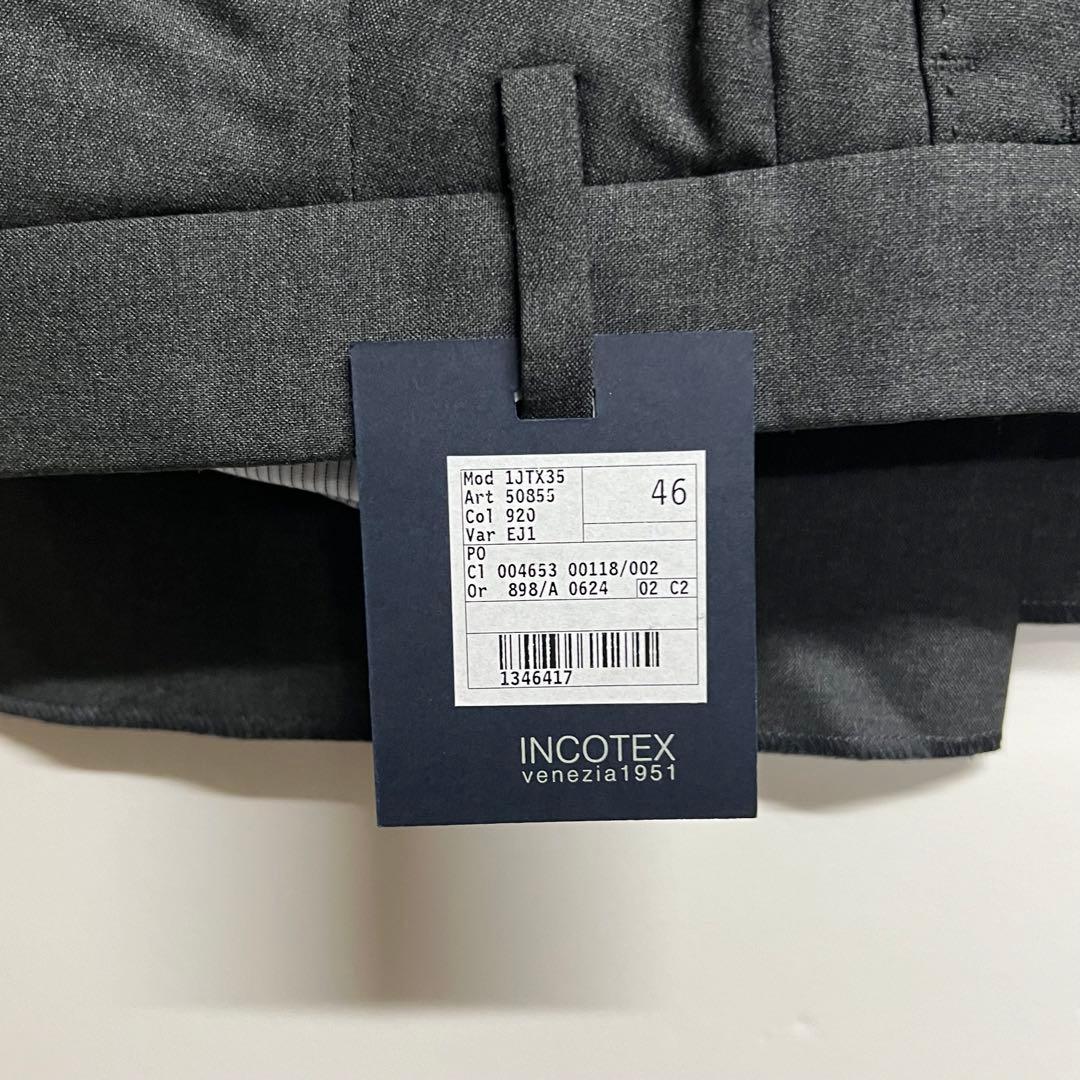 Mod 1JTX35
Art 50855
Col 920
Var EJ1
46
PO
Cl 004653 00118/002
Or 898/A 0624 02 C2
1346417
INCOTEX
venezia1951